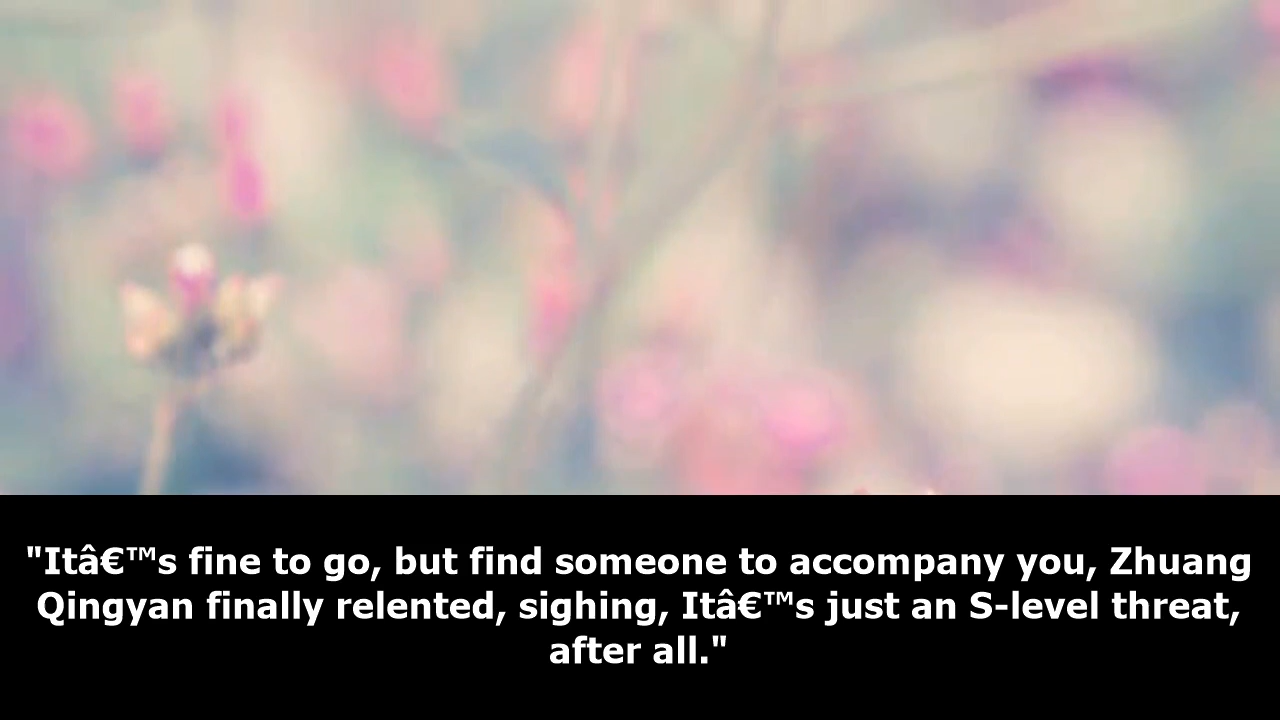 "Itâ€™s fine to go, but find someone to accompany you, Zhuang
Qingyan finally relented, sighing, Itâ€™s just an S-level threat,
after all."